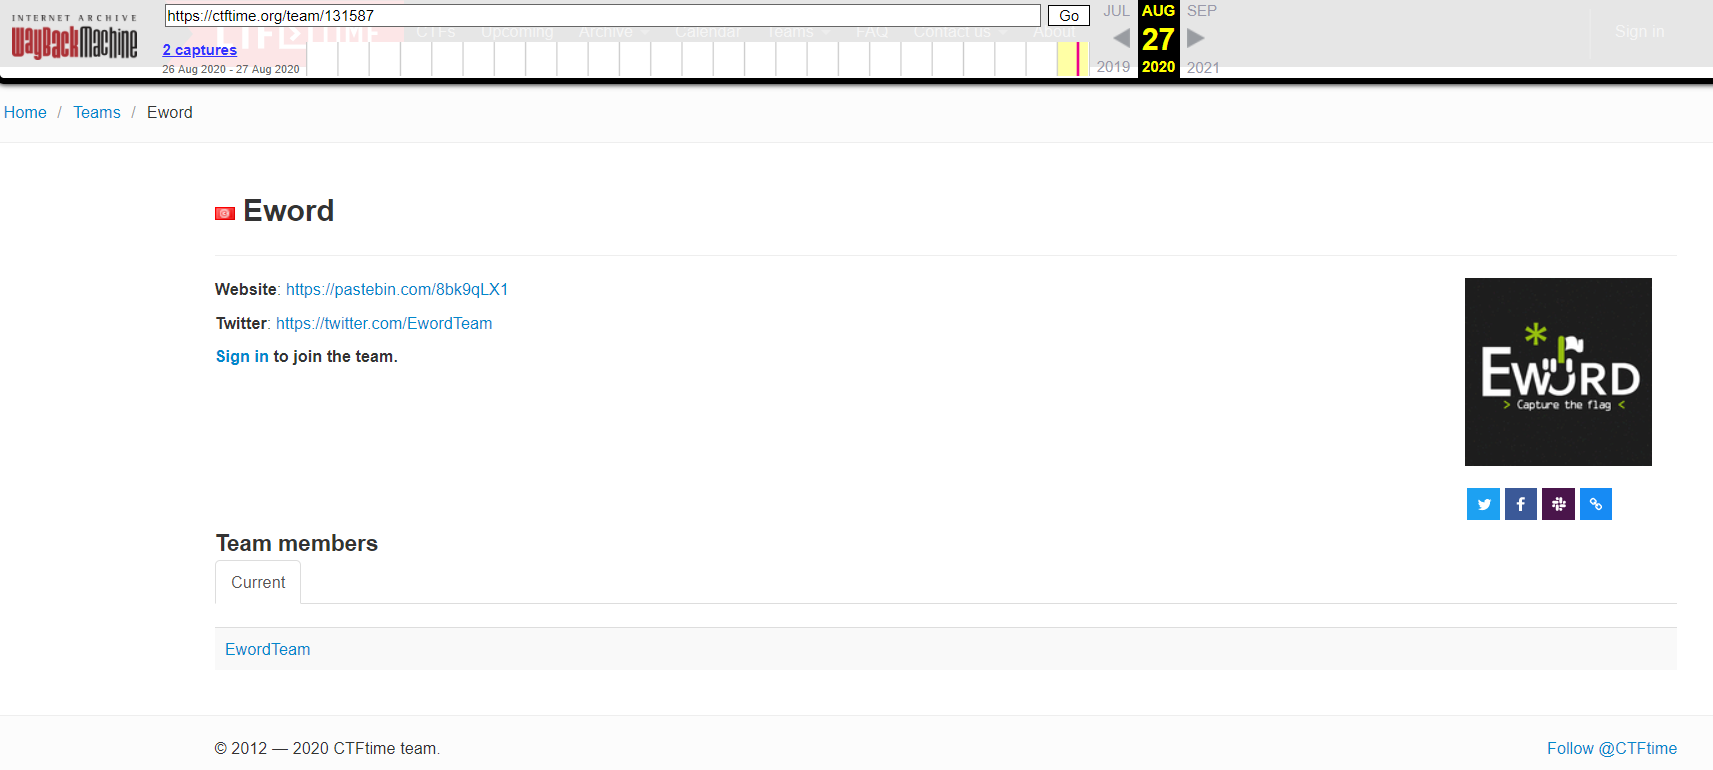 INTERNET ARCHIVE
WayBackMachine
https://ctftime.org/team/131587
Go
JUL AUG SEP
27
2019 2020 2021
2 captures
26 Aug 2020 - 27 Aug 2020
CTFs Upcoming Archive Calendar Teams FAQ Contact us About Sign in
Home / Teams / Eword
Eword
Website: https://pastebin.com/8bk9qLX1
Twitter: https://twitter.com/EwordTeam
Sign in to join the team.
EWORD
> Capture the flag <
Team members
Current
EwordTeam
© 2012 — 2020 CTFtime team.
Follow @CTFtime